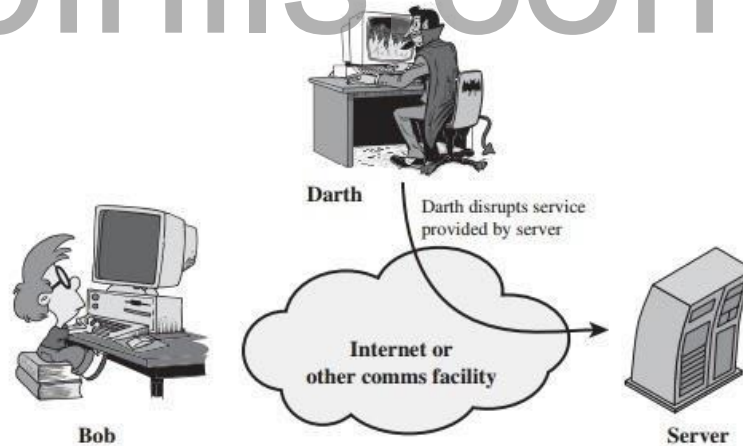 Darth
Darth disrupts service
provided by server
Internet or
other comms facility
Bob
Server